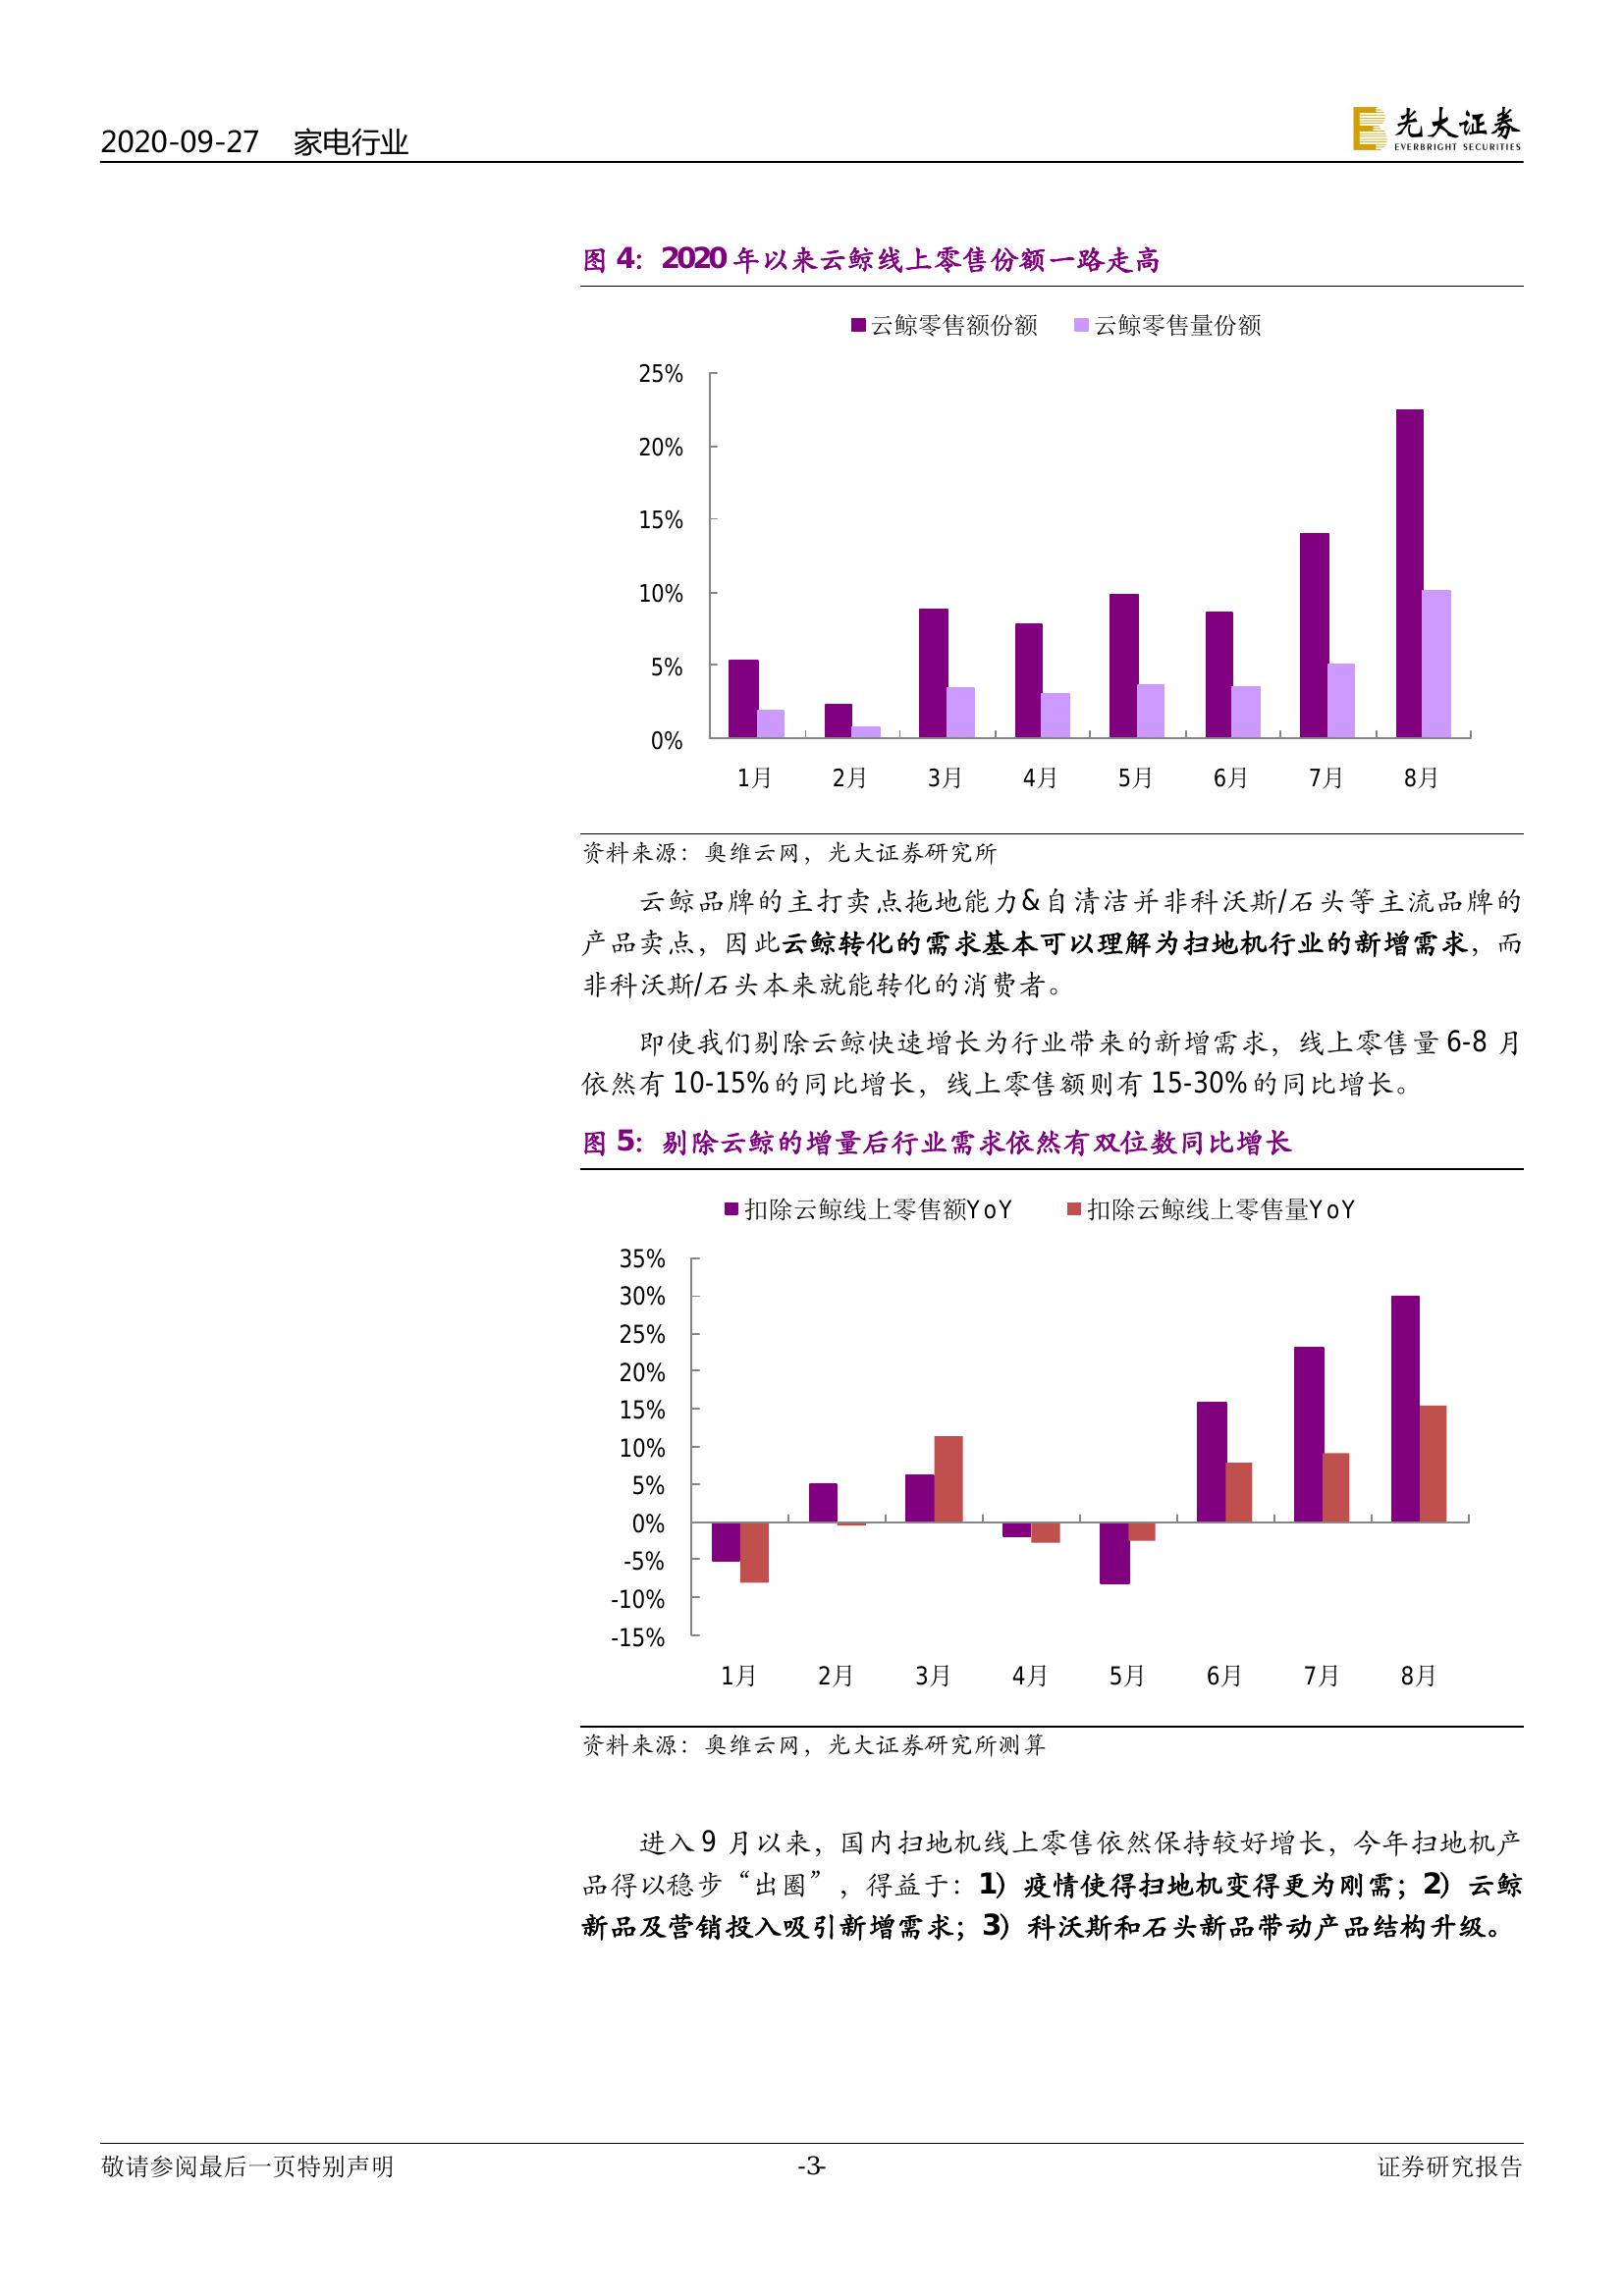 2020-09-27 家电行业
光大证券
EVERBRIGHT SECURITIES
图 4：2020 年以来云鲸线上零售份额一路走高
云鲸零售额份额 云鲸零售量份额
25%
20%
15%
10%
5%
0%
1月 2月 3月 4月 5月 6月 7月 8月
资料来源：奥维云网，光大证券研究所
云鲸品牌的主打卖点拖地能力&自清洁并非科沃斯/石头等主流品牌的
产品卖点，因此云鲸转化的需求基本可以理解为扫地机行业的新增需求，而
非科沃斯/石头本来就能转化的消费者。
即使我们剔除云鲸快速增长为行业带来的新增需求，线上零售量 6-8 月
依然有 10-15%的同比增长，线上零售额则有 15-30%的同比增长。
图 5：剔除云鲸的增量后行业需求依然有双位数同比增长
扣除云鲸线上零售额YoY 扣除云鲸线上零售量YoY
35%
30%
25%
20%
15%
10%
5%
0%
-5%
-10%
-15%
1月 2月 3月 4月 5月 6月 7月 8月
资料来源：奥维云网，光大证券研究所测算
进入 9 月以来，国内扫地机线上零售依然保持较好增长，今年扫地机产
品得以稳步“出圈”，得益于：1）疫情使得扫地机变得更为刚需；2）云鲸
新品及营销投入吸引新增需求；3）科沃斯和石头新品带动产品结构升级。
敬请参阅最后一页特别声明 -3- 证券研究报告